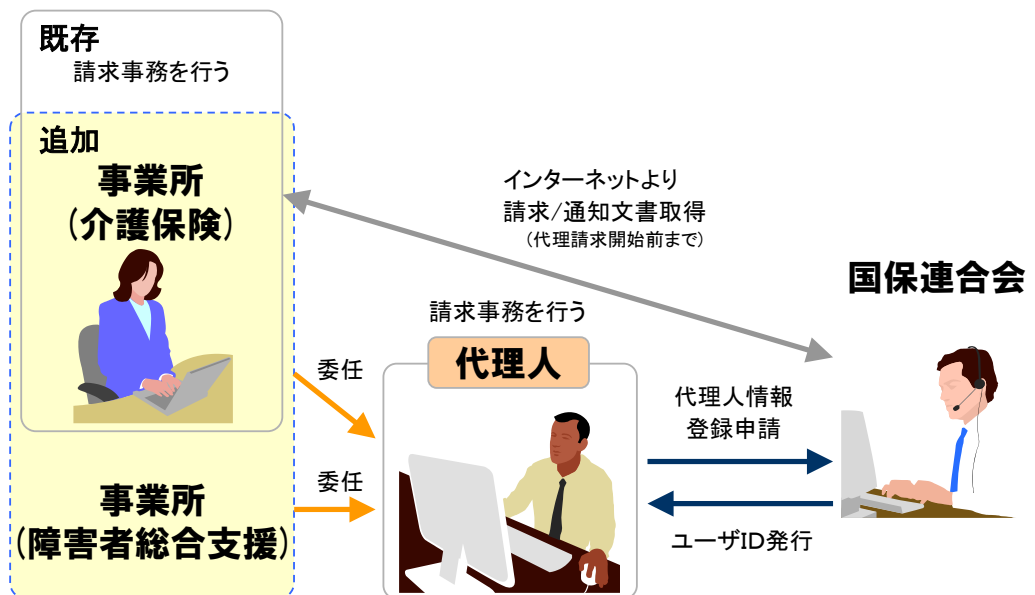 既存
請求事務を行う
追加
事業所
(介護保険)
インターネットより
請求/通知文書取得
(代理請求開始前まで)
国保連合会
請求事務を行う
代理人
委任
代理人情報
登録申請
委任
事業所
(障害者総合支援)
ユーザID発行